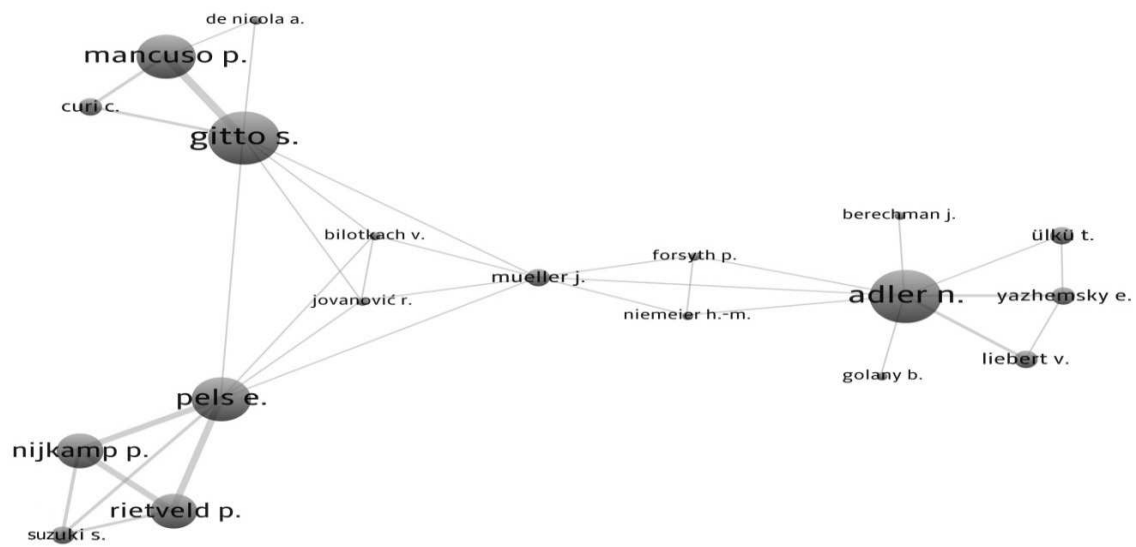 de nicola a.
mancuso p.
curi c.
gitto s.
berechman j.
bilotkach v.
ülkü t.
forsyth p.
mueller j.
adler n.
yazhemsky e.
jovanović r.
niemeier h.-m.
liebert v.
golany b.
pels e.
nijkamp p.
rietveld p.
suzuki s.